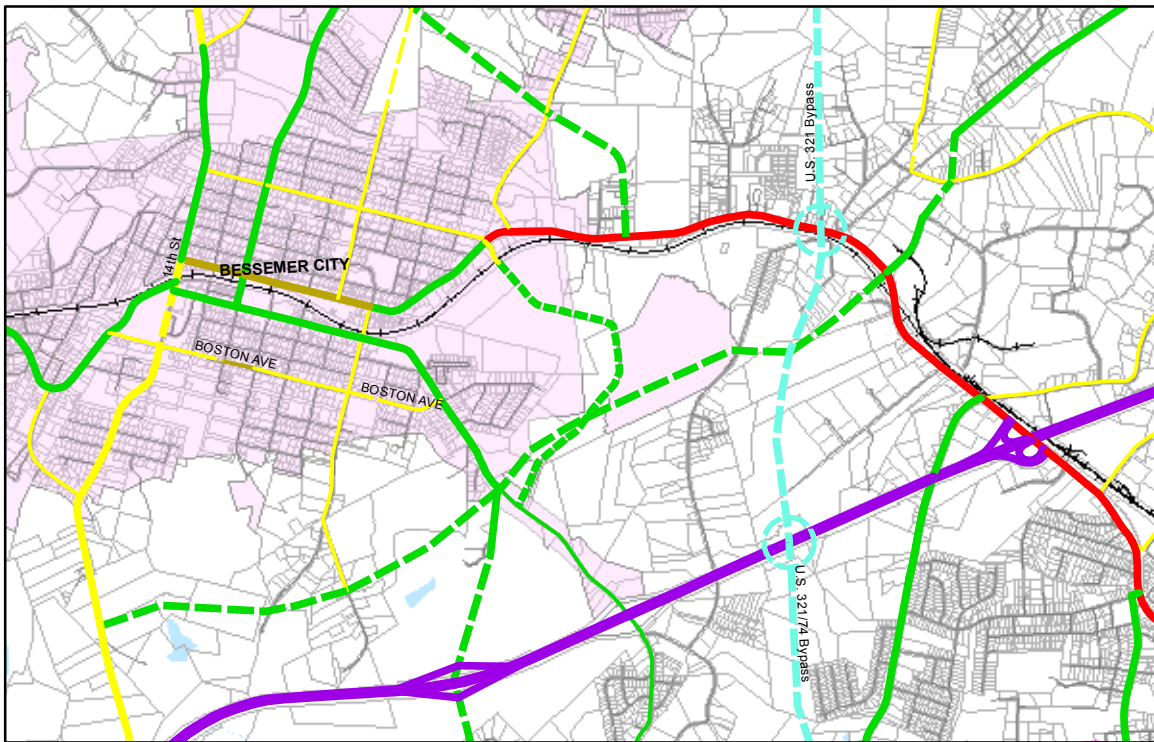 U.S. 321 Bypass
14th St
BESSEMER CITY
BOSTON AVE
BOSTON AVE
U.S. 321/74 Bypass